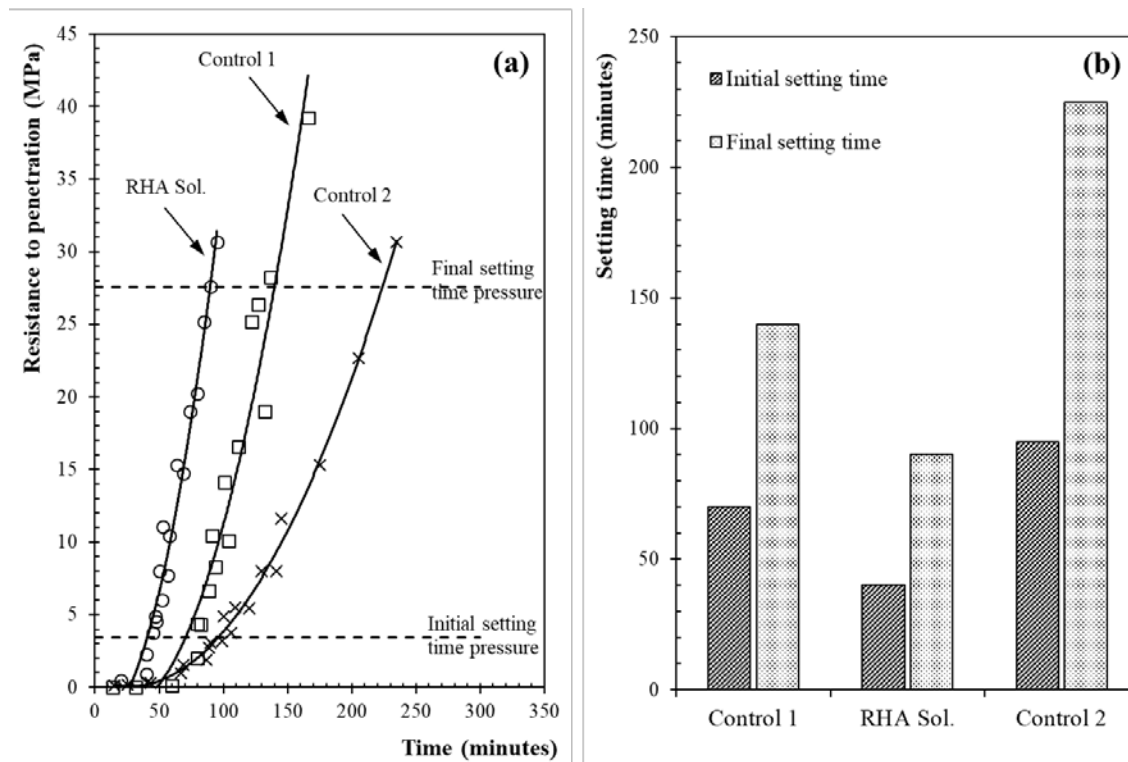 (a)
Resistance to penetration (MPa)
45
40
35
30
25
20
15
10
5
0
Control 1
RHA Sol.
Control 2
Final setting
time pressure
Initial setting
time pressure
0 50 100 150 200 250 300 350
Time (minutes)
(b)
Setting time (minutes)
250
200
150
100
50
0
Initial setting time
Final setting time
Control 1 RHA Sol. Control 2